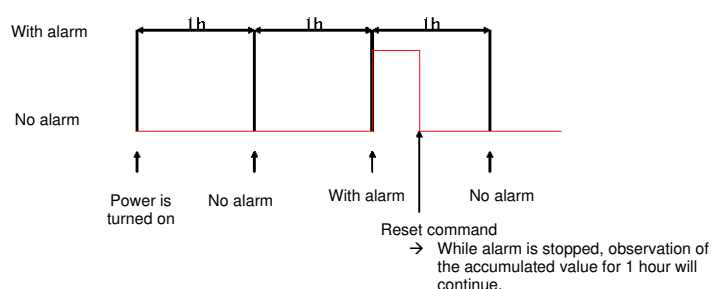 1h 1h 1h
With alarm
No alarm
Power is
turned on
No alarm
With alarm
No alarm
Reset command
→ While alarm is stopped, observation of
the accumulated value for 1 hour will
continue.